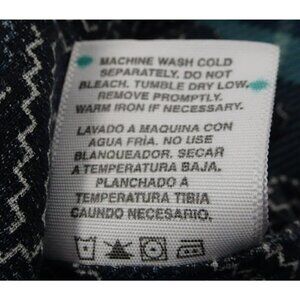 MACHINE WASH COLD
SEPARATELY. DO NOT
BLEACH. TUMBLE DRY LOW.
REMOVE PROMPTLY.
WARM IRON IF NECESSARY.
LAVADO A MAQUINA CON
AGUA FRIA. NO USE
BLANQUEADOR. SECAR
A TEMPERATURA BAJA.
PLANCHADO A
TEMPERATURA TIBIA
CAUNDO NECESARIO.